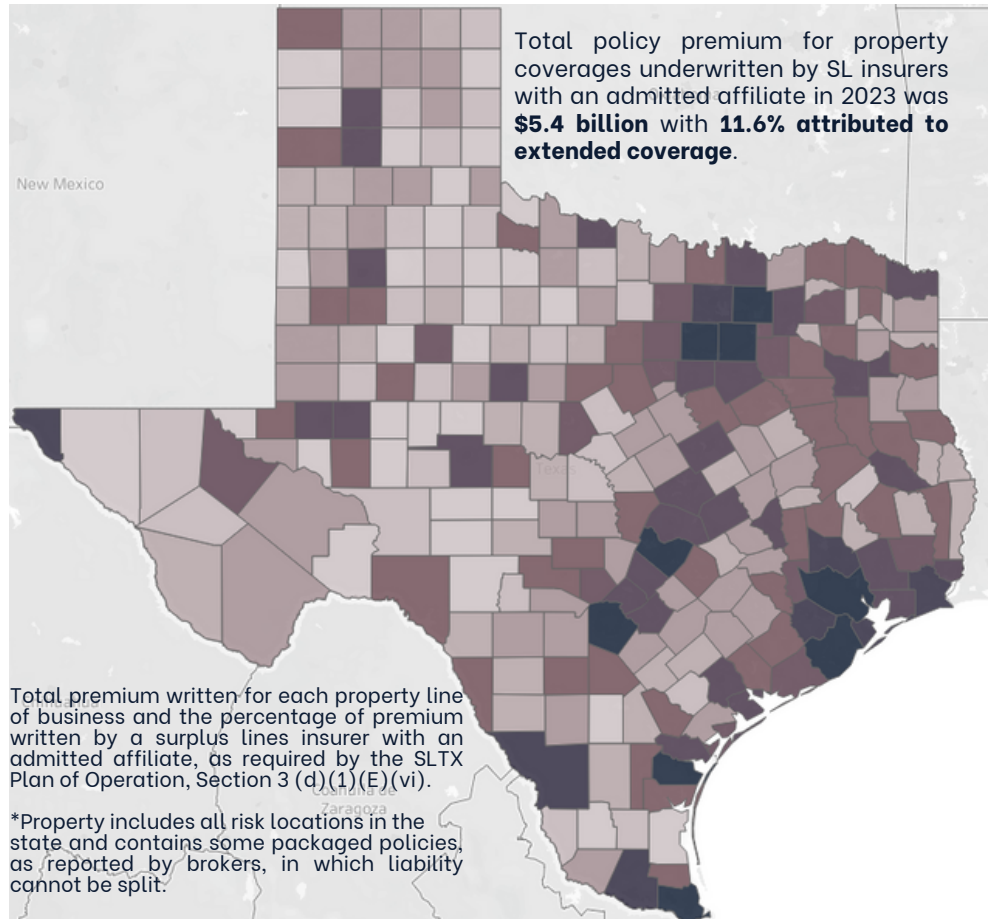 Total policy premium for property
coverages underwritten by SL insurers
with an admitted affiliate in 2023 was
$5.4 billion with 11.6% attributed to
extended coverage.
New Mexico
Texas
Total premium written for each property line
of business and the percentage of premium
written by a surplus lines insurer with an
admitted affiliate, as required by the SLTX
Plan of Operation, Section 3 (d)(1)(E)(vi).
Coahuila de
Zaragoza
*Property includes all risk locations in the
state and contains some packaged policies,
as reported by brokers, in which liability
cannot be split.